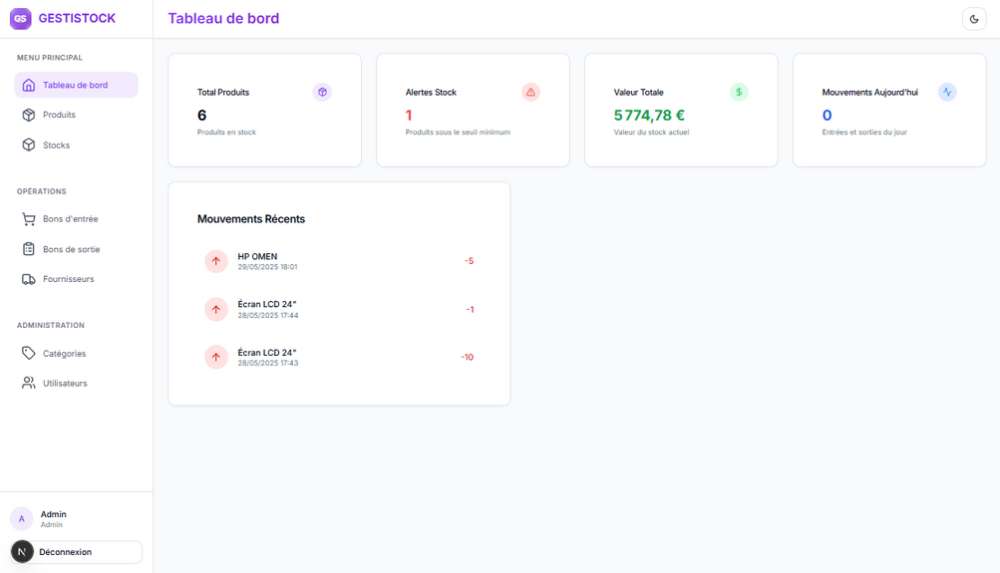 GS GESTISTOCK
Tableau de bord
MENU PRINCIPAL
Tableau de bord
Produits
Stocks
OPÉRATIONS
Bons d'entrée
Bons de sortie
Fournisseurs
ADMINISTRATION
Catégories
Utilisateurs
A
Admin
Admin
N
Déconnexion
Total Produits
6
Produits en stock
Alertes Stock
1
Produits sous le seuil minimum
Valeur Totale
$
5 774,78 €
Valeur du stock actuel
Mouvements Aujourd'hui
0
Entrées et sorties du jour
Mouvements Récents
HP OMEN
29/05/2025 18:01
-5
Écran LCD 24"
28/05/2025 17:44
-1
Écran LCD 24"
28/05/2025 17:43
-10